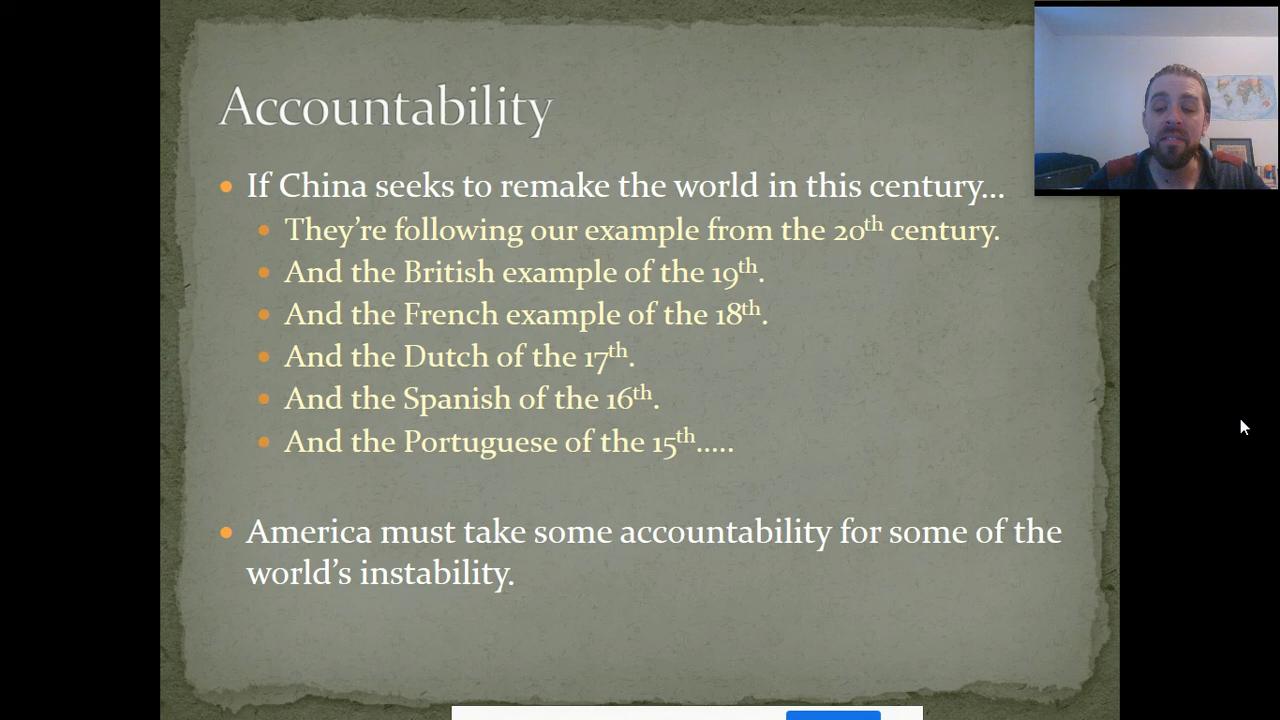 Accountability
If China seeks to remake the world in this century...
They're following our example from the 20th century.
And the British example of the 19th.
And the French example of the 18th.
And the Dutch of the 17th.
And the Spanish of the 16th.
And the Portuguese of the 15th.....
America must take some accountability for some of the
world's instability.